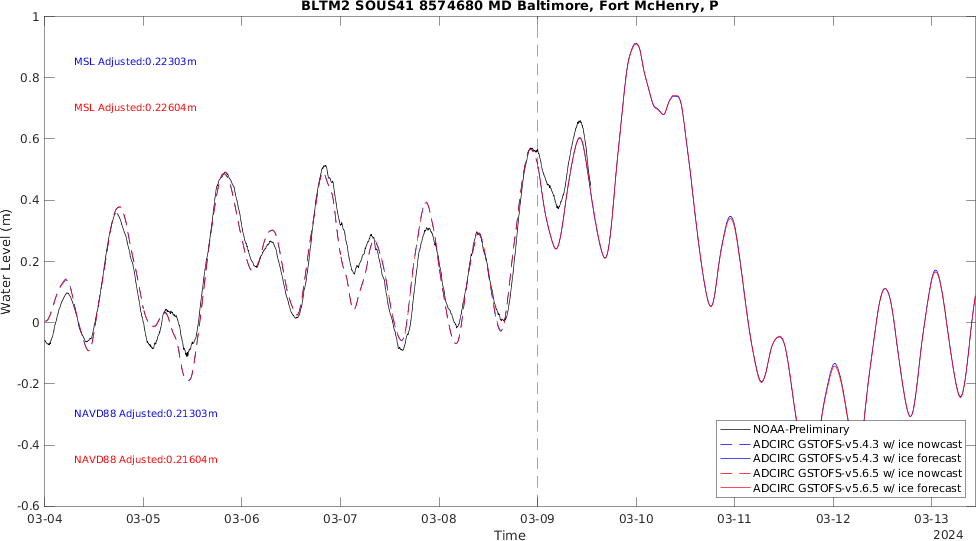 BLTM2 SOUS41 8574680 MD Baltimore, Fort McHenry, P
1
0.8
0.6
0.4
0.2
0
-0.2
-0.4
-0.6
Water Level (m)
MSL Adjusted:0.22303m
MSL Adjusted:0.22604m
NAVD88 Adjusted:0.21303m
NAVD88 Adjusted:0.21604m
NOAA-Preliminary
ADCIRC GSTOFS-v5.4.3 w/ ice nowcast
ADCIRC GSTOFS-v5.4.3 w/ ice forecast
ADCIRC GSTOFS-v5.6.5 w/ ice nowcast
ADCIRC GSTOFS-v5.6.5 w/ ice forecast
03-04 03-05 03-06 03-07 03-08 03-09 03-10 03-11 03-12 03-13
Time
2024